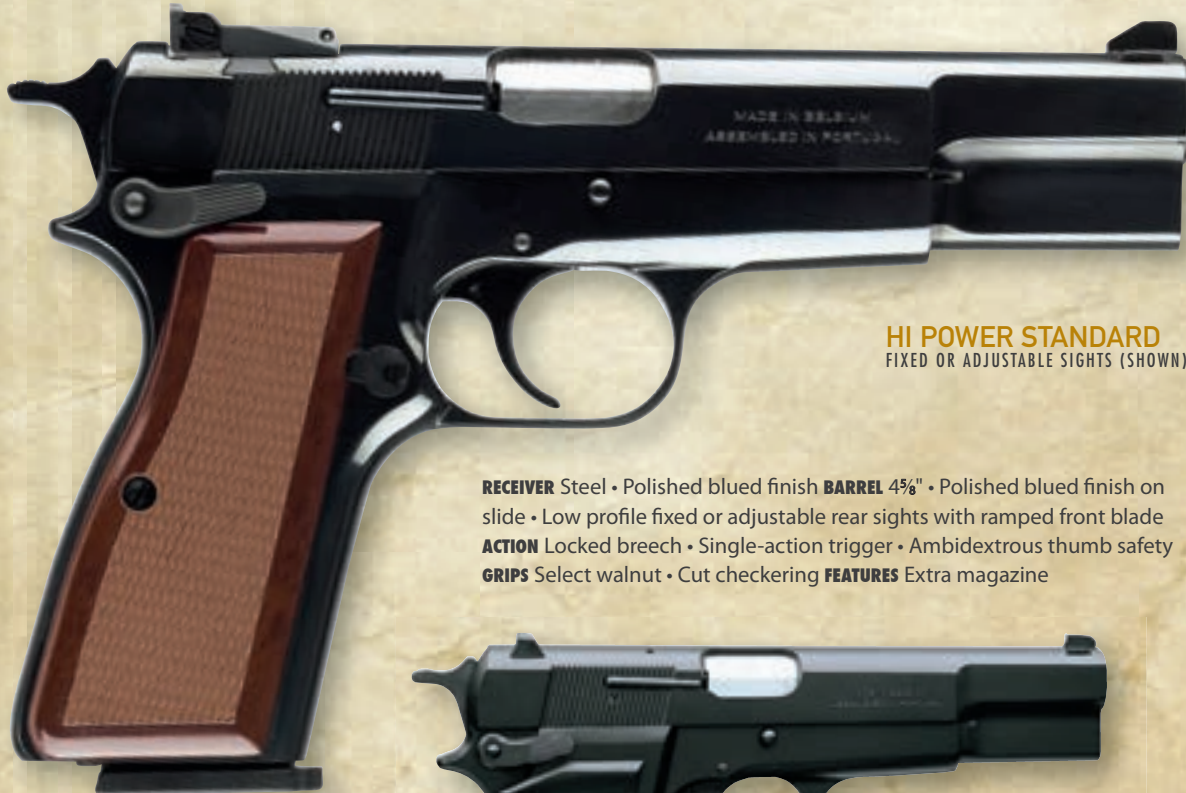 MADE IN BELGIUM
ASSEMBLED IN PORTUGAL
HI POWER STANDARD
FIXED OR ADJUSTABLE SIGHTS (SHOWN)
RECEIVER Steel • Polished blued finish BARREL 4⅝" • Polished blued finish on
slide • Low profile fixed or adjustable rear sights with ramped front blade
ACTION Locked breech • Single-action trigger • Ambidextrous thumb safety
GRIPS Select walnut • Cut checkering FEATURES Extra magazine